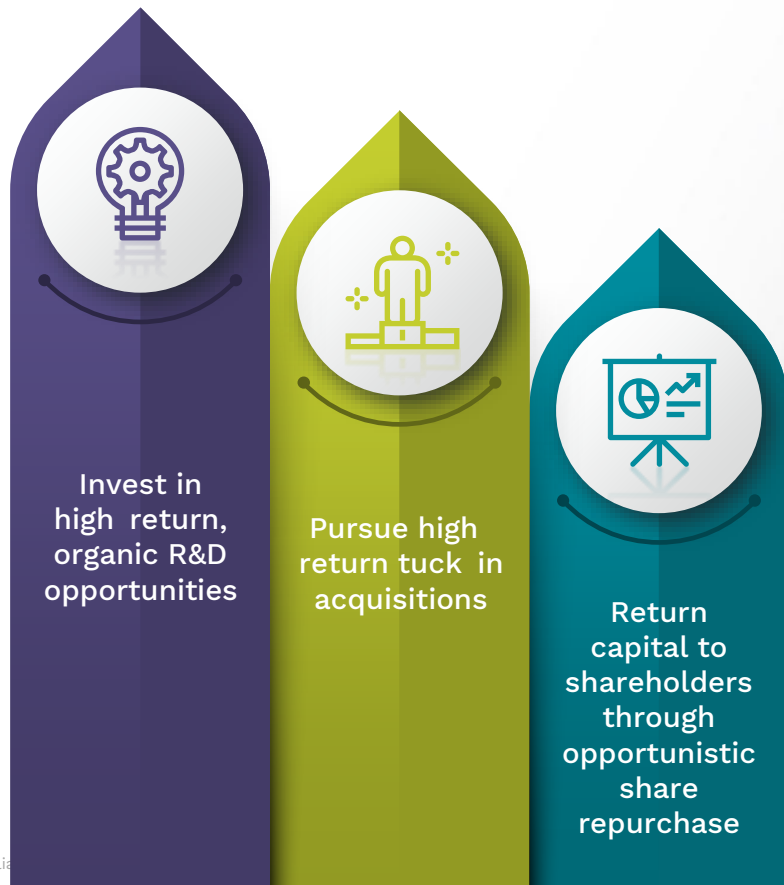 Invest in
high return,
organic R&D
opportunities
Pursue high
return tuck in
acquisitions
Return
capital to
shareholders
through
opportunistic
share
repurchase